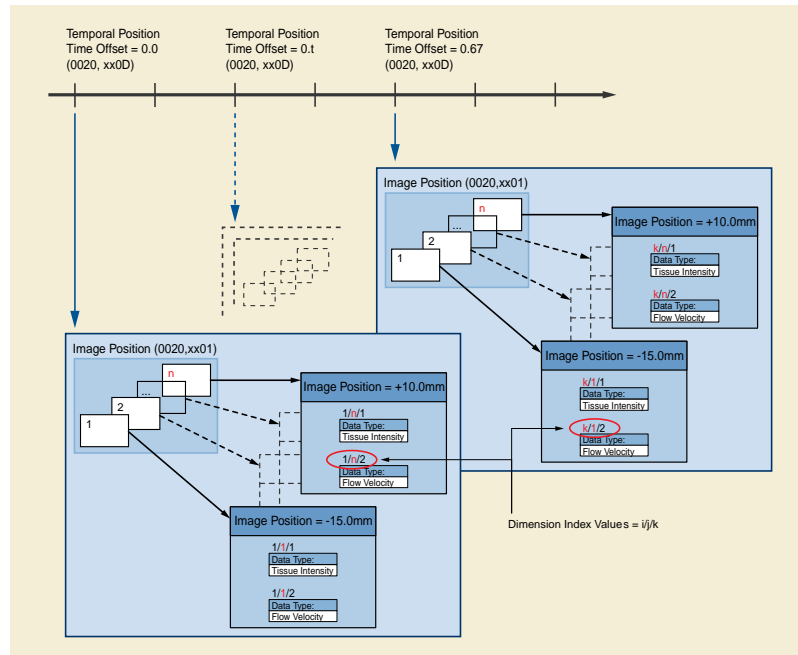 Temporal Position
Time Offset = 0.0
(0020, xx0D)
Temporal Position
Time Offset = 0.t
(0020, xx0D)
Temporal Position
Time Offset = 0.67
(0020, xx0D)
Image Position (0020,xx01)
n
...
2
1
Image Position = +10.0mm
k/n/1
Data Type:
Tissue Intensity
k/n/2
Data Type:
Flow Velocity
Image Position = -15.0mm
k/1/1
Data Type:
Tissue Intensity
k/1/2
Data Type:
Flow Velocity
Image Position (0020,xx01)
n
...
2
1
Image Position = +10.0mm
1/n/1
Data Type:
Tissue Intensity
1/n/2
Data Type:
Flow Velocity
Image Position = -15.0mm
1/1/1
Data Type:
Tissue Intensity
1/1/2
Data Type:
Flow Velocity
Dimension Index Values = i/j/k